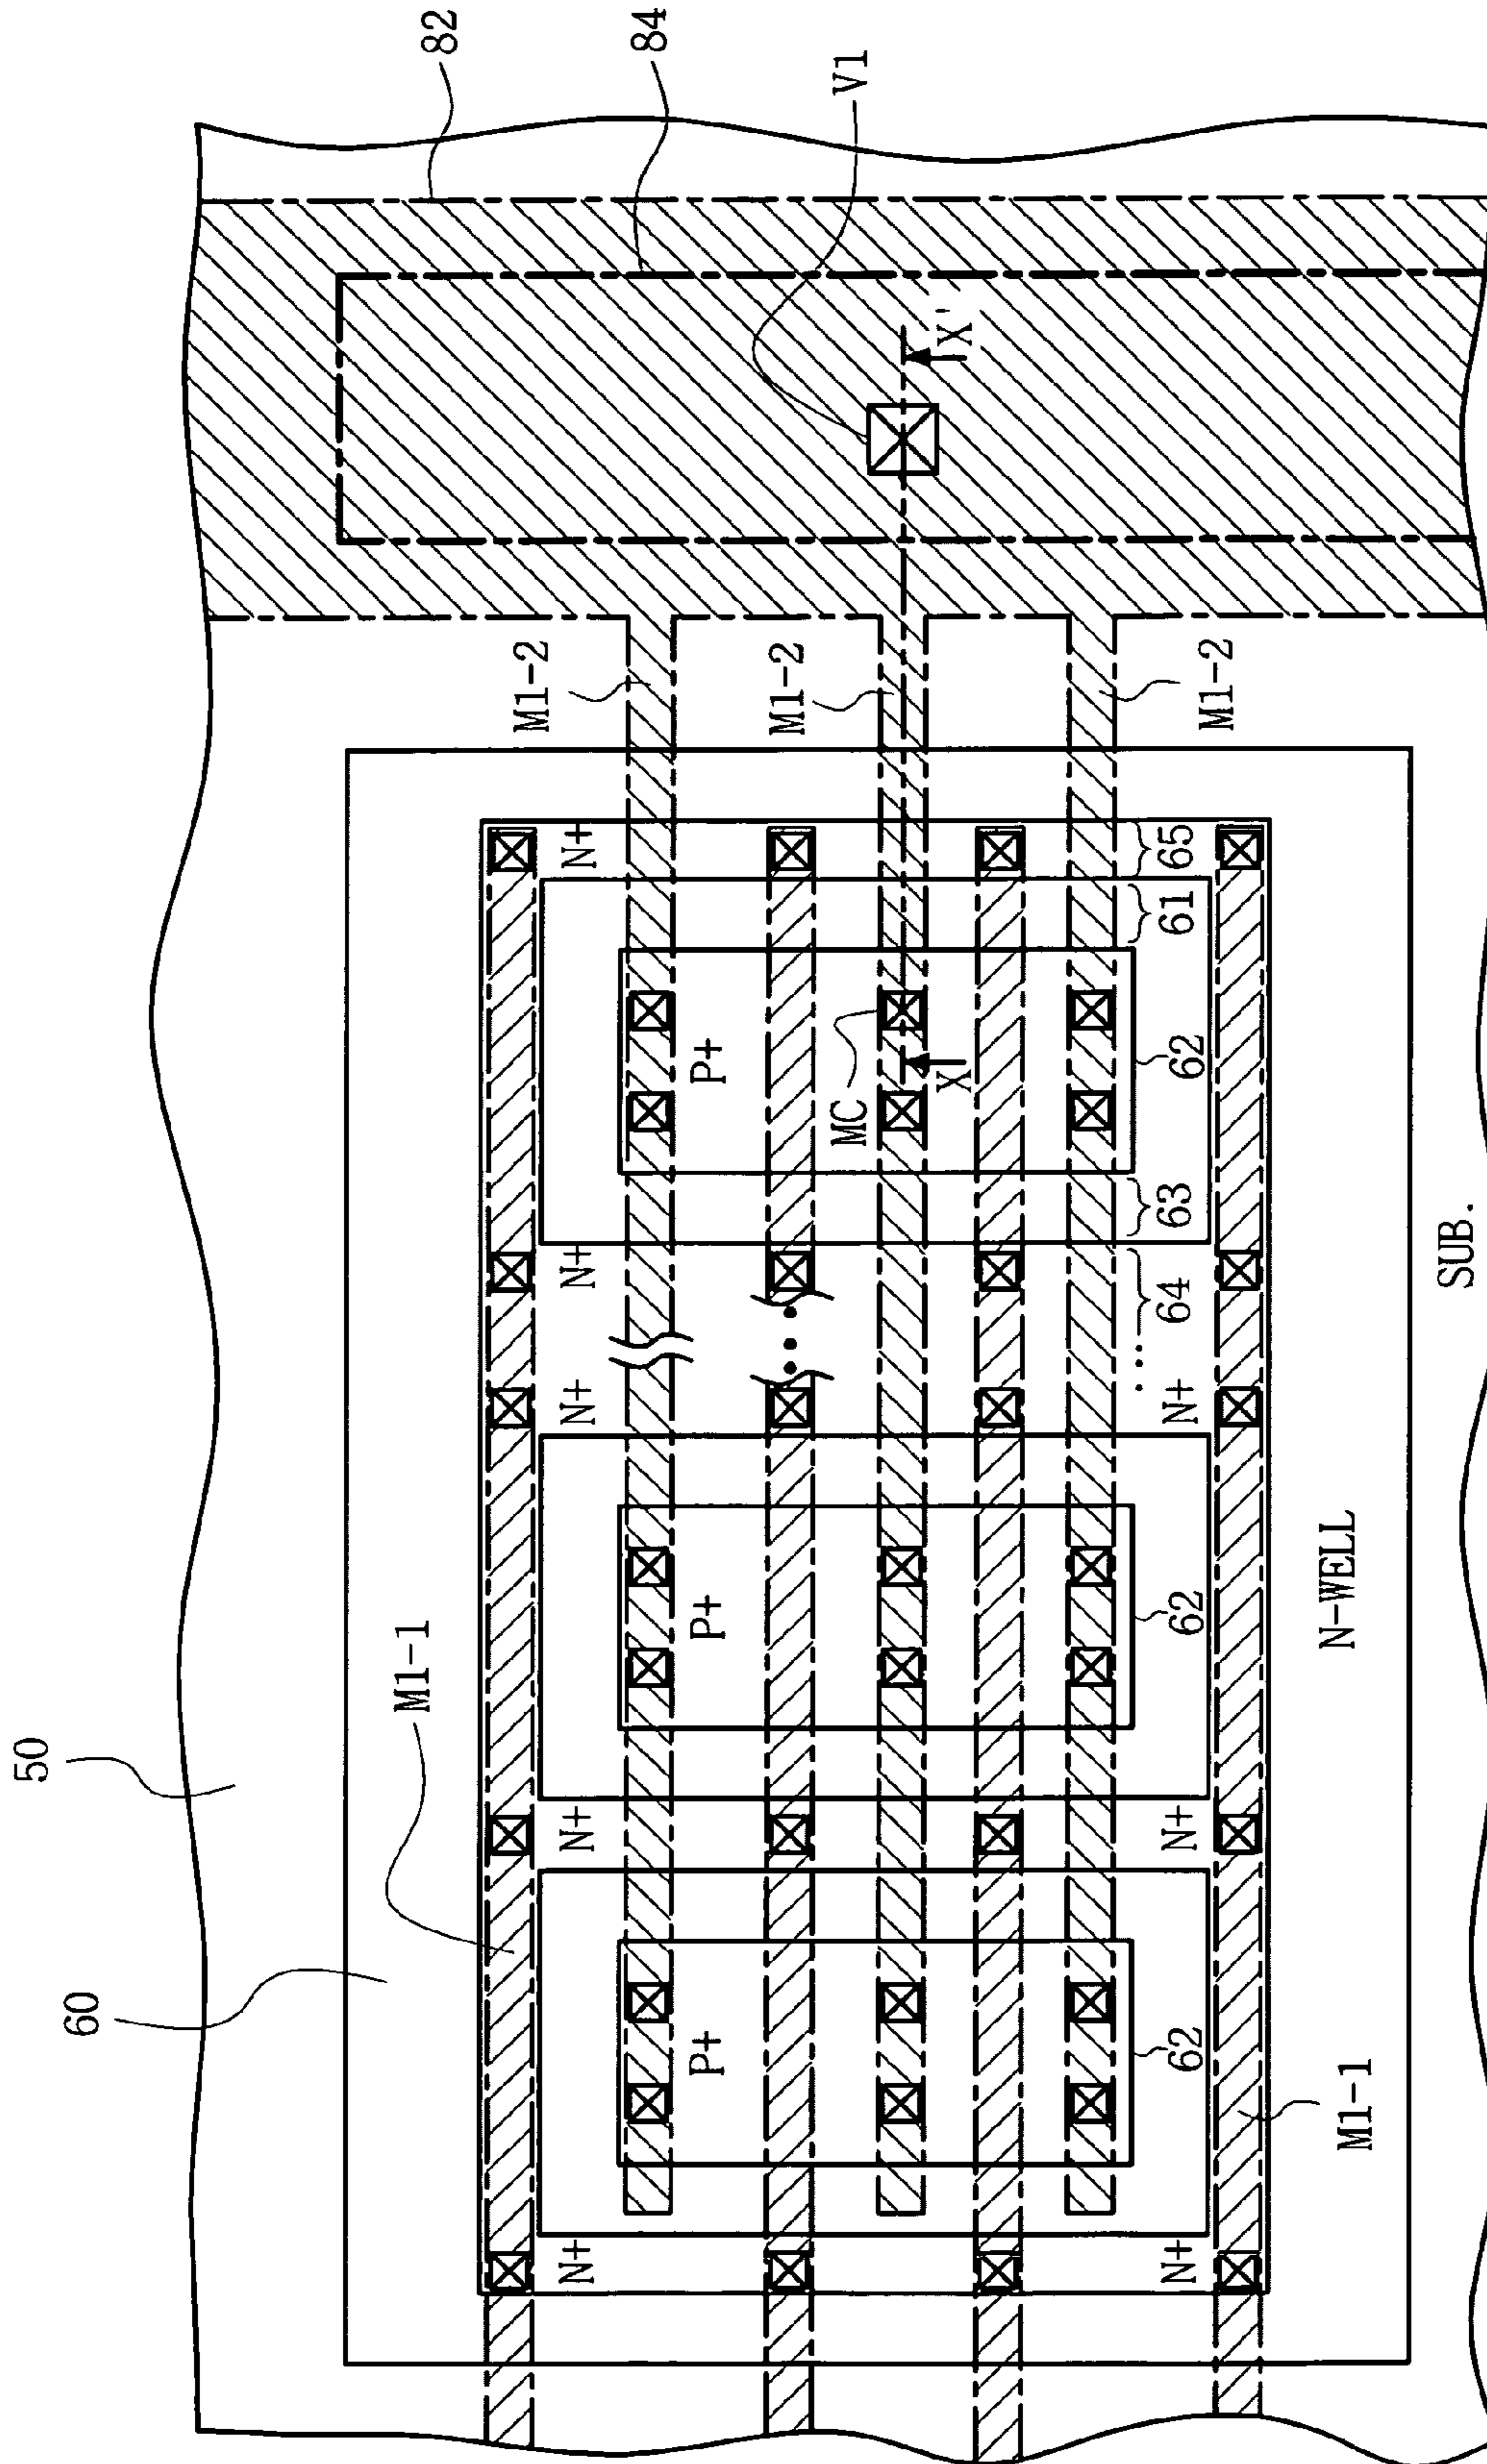 50
60
M1-1
82
M1-2
N+
N+
N+
N+
N+
84
P+
P+
P+
M1-2
MC
V1
X
X'
N+
62
N+
62
N+
... 64
63
62
61
65
M1-2
M1-1
N-WELL
SUB.